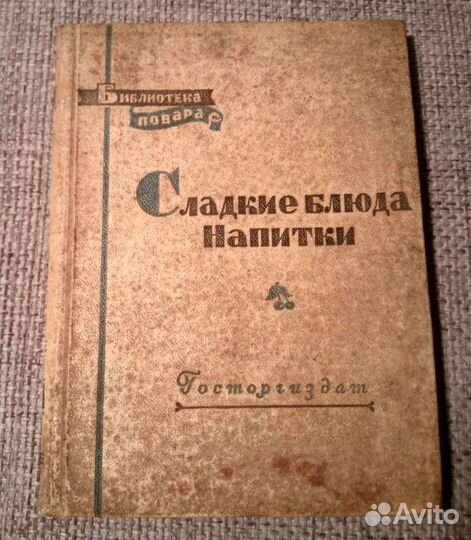 Библиотека
повара
Сладкие блюда
Напитки
Госторгиздат
Avito